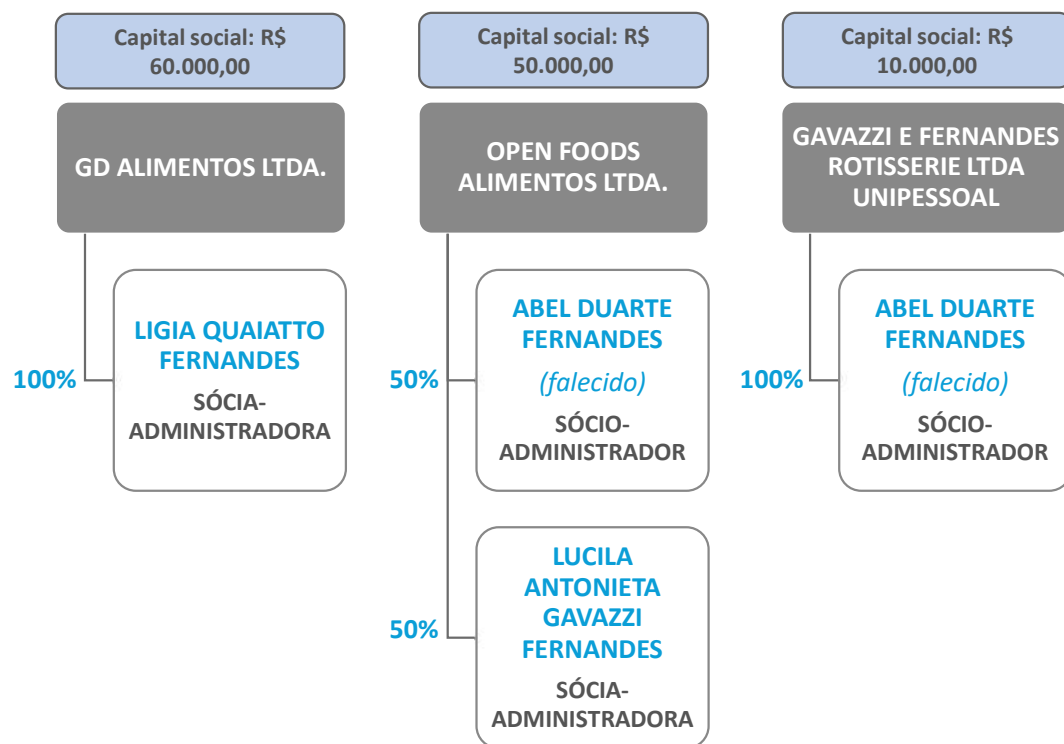 Capital social: R$
60.000,00
GD ALIMENTOS LTDA.
100%
LIGIA QUAIATTO
FERNANDES
SÓCIA-
ADMINISTRADORA
Capital social: R$
50.000,00
OPEN FOODS
ALIMENTOS LTDA.
50%
ABEL DUARTE
FERNANDES
(falecido)
SÓCIO-
ADMINISTRADOR
50%
LUCILA
ANTONIETA
GAVAZZI
FERNANDES
SÓCIA-
ADMINISTRADORA
Capital social: R$
10.000,00
GAVAZZI E FERNANDES
ROTISSERIE LTDA
UNIPESSOAL
100%
ABEL DUARTE
FERNANDES
(falecido)
SÓCIO-
ADMINISTRADOR